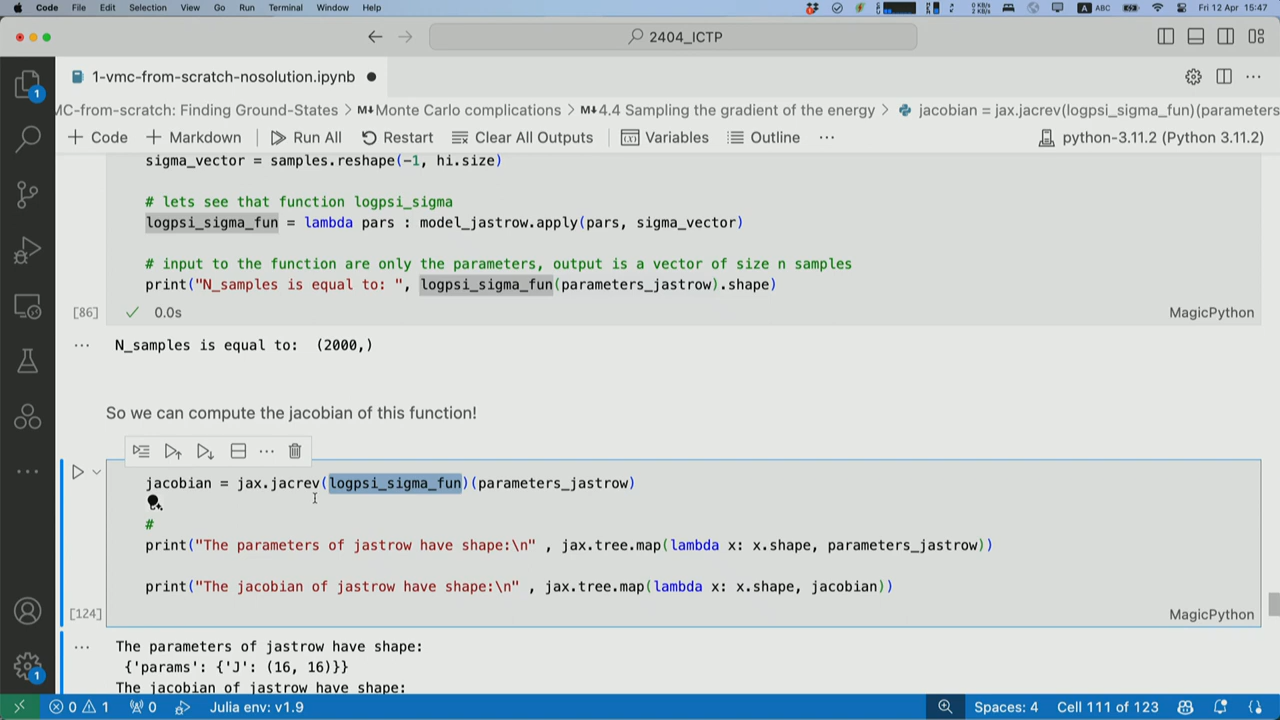 Code File Edit Selection View Go Run Terminal Window Help A ABC Fri 12 Apr 15:47
2404_ICTP
1-vmc-from-scratch-nosolution.ipynb
MC-from-scratch: Finding Ground-States > M↓Monte Carlo complications > M↓4.4 Sampling the gradient of the energy > jacobian = jax.jacrev(logpsi_sigma_fun)(parameters
+ Code + Markdown Run All Restart Clear All Outputs Variables Outline ··· python-3.11.2 (Python 3.11.2)
sigma_vector = samples.reshape(-1, hi.size)
# lets see that function logpsi_sigma
logpsi_sigma_fun = lambda pars : model_jastrow.apply(pars, sigma_vector)
# input to the function are only the parameters, output is a vector of size n samples
print("N_samples is equal to: ", logpsi_sigma_fun(parameters_jastrow).shape)
[86] ✓ 0.0s MagicPython
··· N_samples is equal to: (2000,)
So we can compute the jacobian of this function!
jacobian = jax.jacrev(logpsi_sigma_fun)(parameters_jastrow)
#
print("The parameters of jastrow have shape:\n" , jax.tree.map(lambda x: x.shape, parameters_jastrow))
print("The jacobian of jastrow have shape:\n" , jax.tree.map(lambda x: x.shape, jacobian))
[124] MagicPython
··· The parameters of jastrow have shape:
{'params': {'J': (16, 16)}}
The jacobian of jastrow have shape:
0 1 0 Julia env: v1.9 Spaces: 4 Cell 111 of 123